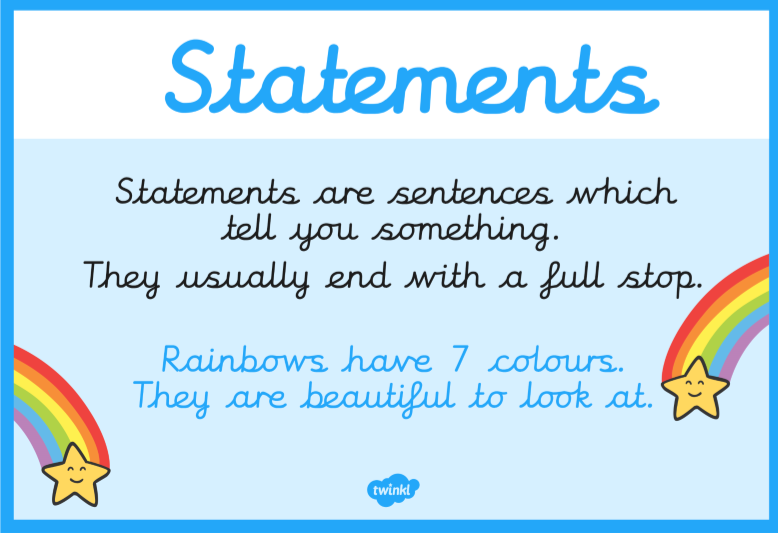 Statements
Statements are sentences which
tell you something.
They usually end with a full stop.
Rainbows have 7 colours.
They are beautiful to look at.
twinkl